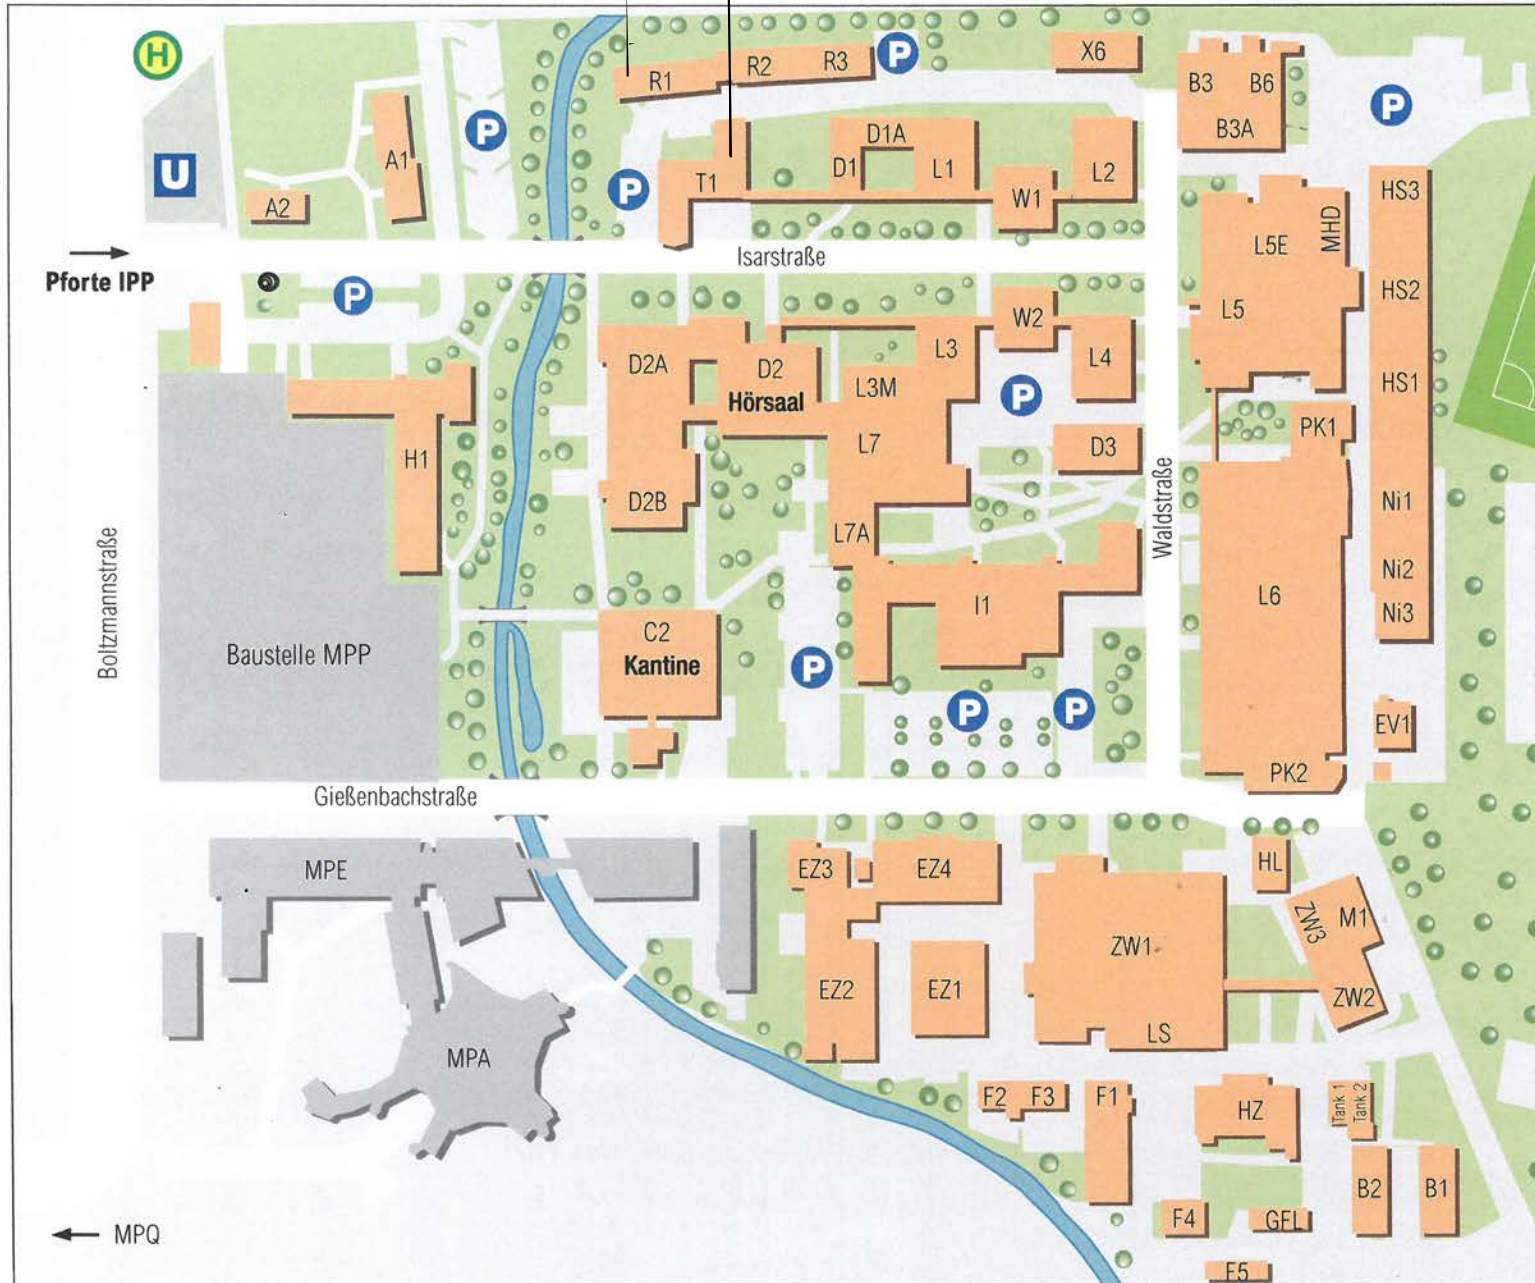 H
P
R1
R2
R3
P
X6
B3
B6
B3A
P
U
A1
A2
P
T1
D1A
D1
L1
W1
L2
HS3
Isarstraße
L5E
MHD
Pforte IPP
P
W2
HS2
L5
D2A
D2
Hörsaal
L3
L3M
L4
P
HS1
H1
L7
D3
PK1
D2B
L7A
Ni1
Boltzmannstraße
Waldstraße
Ni2
L6
I1
Ni3
Baustelle MPP
C2
Kantine
P
P
P
EV1
PK2
Gießenbachstraße
MPE
EZ3
EZ4
HL
ZW3
M1
ZW1
EZ2
EZ1
ZW2
LS
MPA
F2
F3
F1
HZ
Tank 1
Tank 2
B2
B1
F4
GFL
MPQ
F5